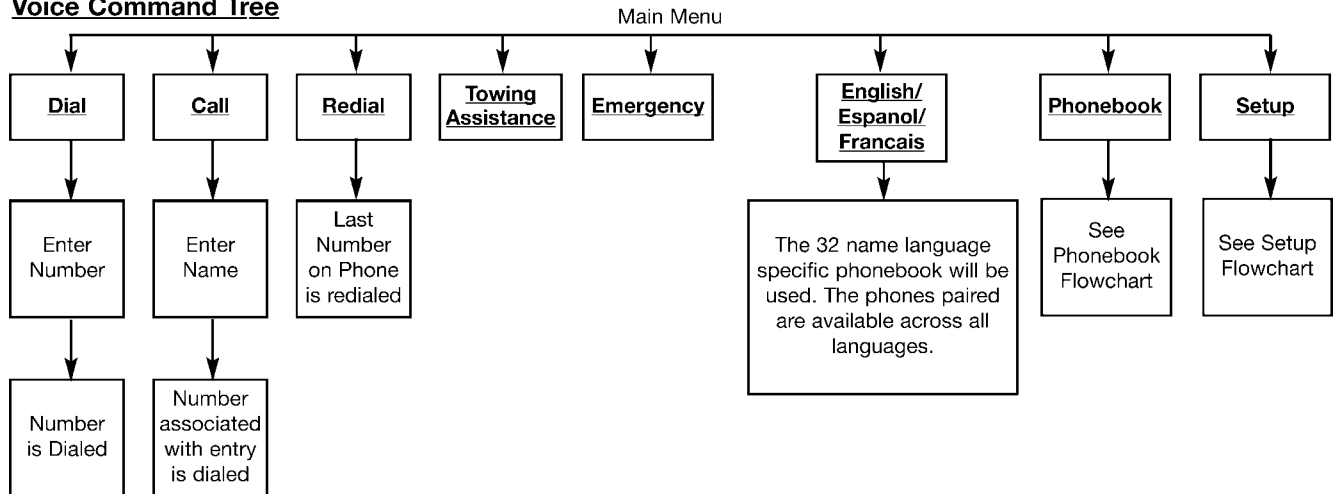 Voice Command Tree
Main Menu
Dial
Call
Redial
Towing
Assistance
Emergency
English/
Espanol/
Francais
Phonebook
Setup
Enter
Number
Enter
Name
Last
Number
on Phone
is redialed
The 32 name language
specific phonebook will be
used. The phones paired
are available across all
languages.
See
Phonebook
Flowchart
See Setup
Flowchart
Number
is Dialed
Number
associated
with entry
is dialed